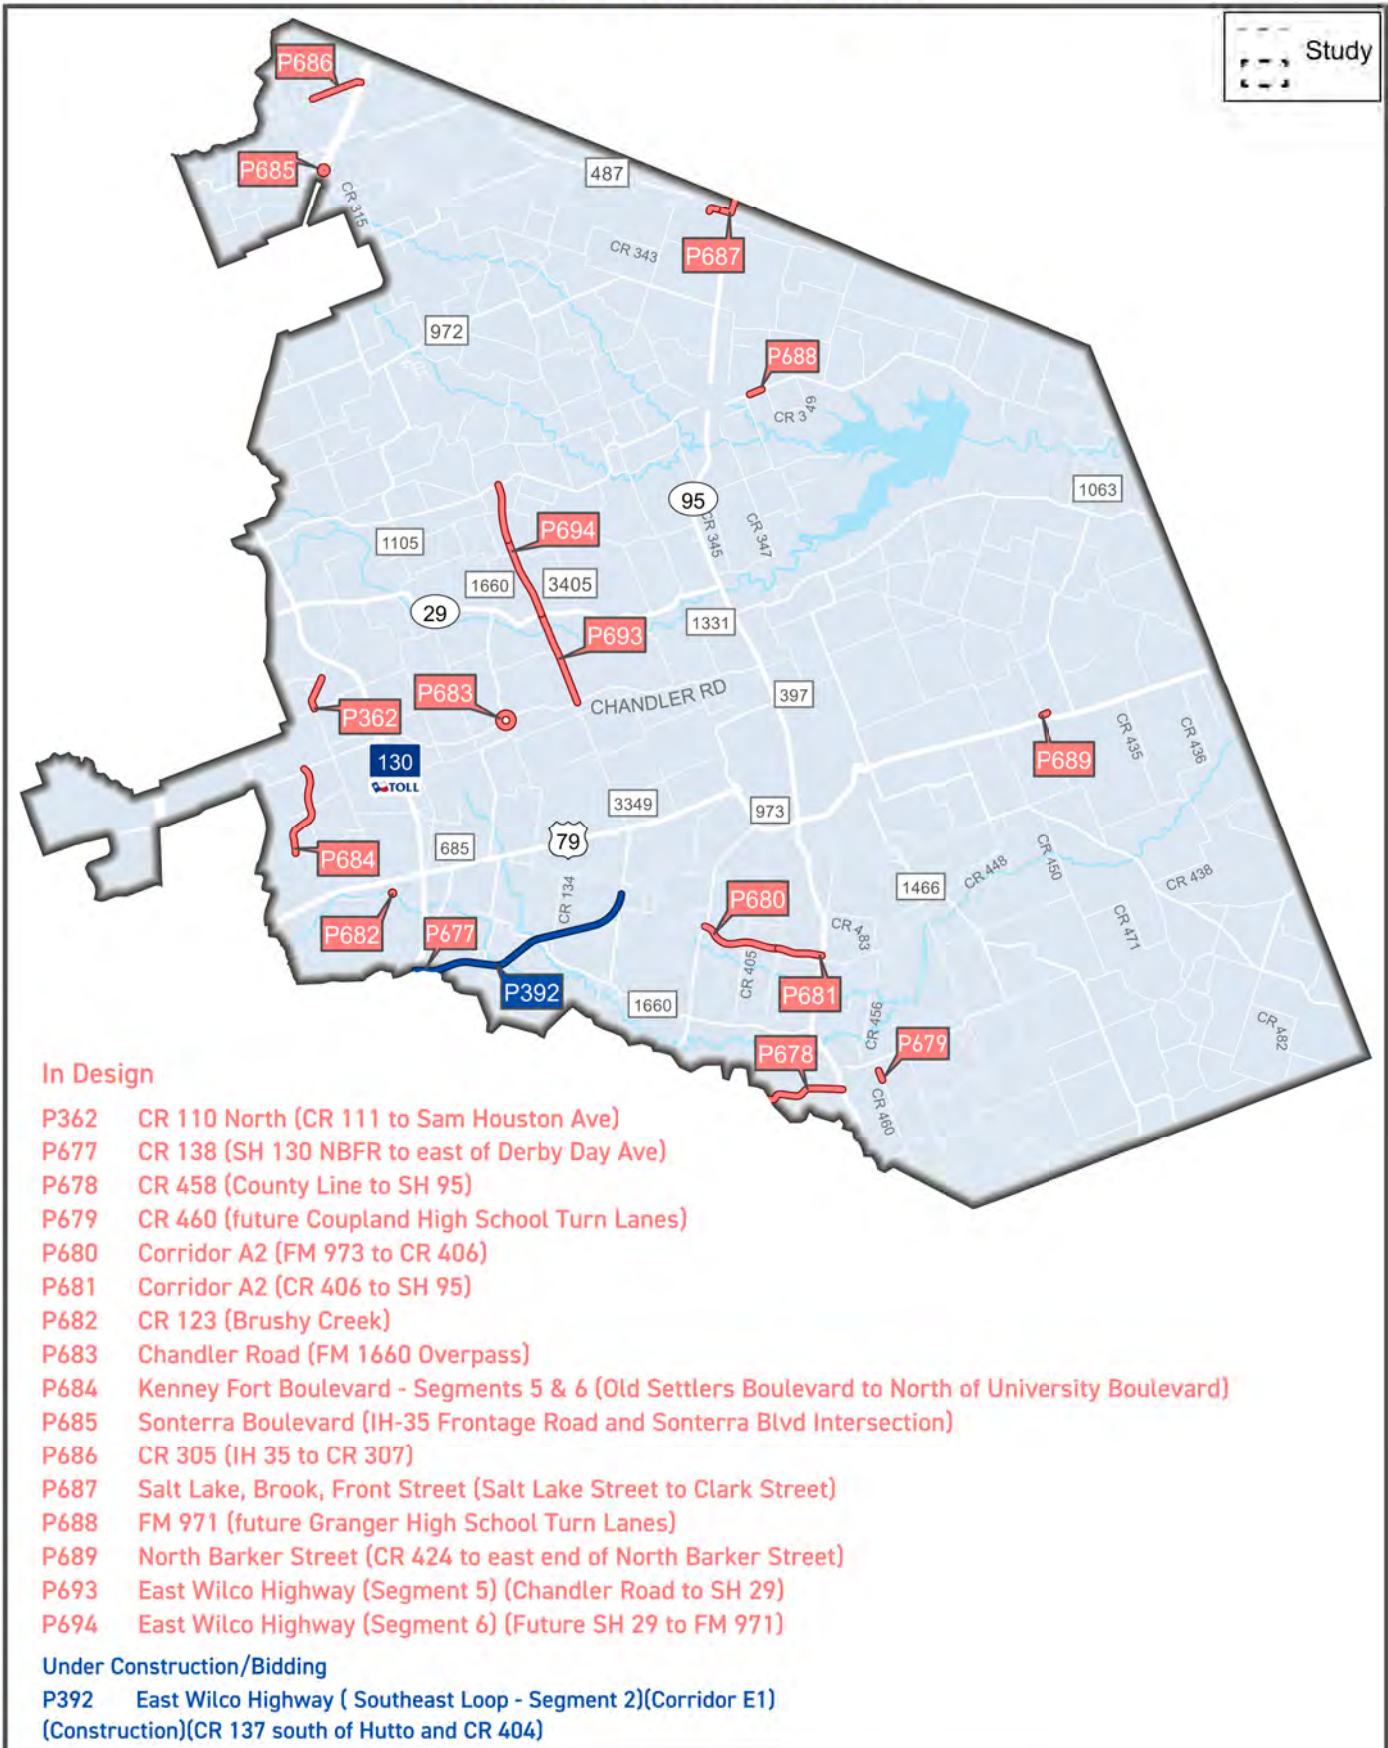 Study
P686
P685
CR 315
487
P687
CR 343
972
P688
CR 3 49
95
1063
CR 345
CR 347
P694
1105
1660
3405
29
1331
P693
CHANDLER RD
P683
397
P362
130
TOLL
P689
CR 435
CR 436
3349
973
79
685
P684
CR 450
CR 448
CR 438
1466
CR 134
P680
P682
P677
CR 483
CR 471
CR 405
P392
P681
1660
CR 456
CR 482
P678
P679
CR 460
In Design
P362 CR 110 North (CR 111 to Sam Houston Ave)
P677 CR 138 (SH 130 NBFR to east of Derby Day Ave)
P678 CR 458 (County Line to SH 95)
P679 CR 460 (future Coupland High School Turn Lanes)
P680 Corridor A2 (FM 973 to CR 406)
P681 Corridor A2 (CR 406 to SH 95)
P682 CR 123 (Brushy Creek)
P683 Chandler Road (FM 1660 Overpass)
P684 Kenney Fort Boulevard - Segments 5 & 6 (Old Settlers Boulevard to North of University Boulevard)
P685 Sonterra Boulevard (IH-35 Frontage Road and Sonterra Blvd Intersection)
P686 CR 305 (IH 35 to CR 307)
P687 Salt Lake, Brook, Front Street (Salt Lake Street to Clark Street)
P688 FM 971 (future Granger High School Turn Lanes)
P689 North Barker Street (CR 424 to east end of North Barker Street)
P693 East Wilco Highway (Segment 5) (Chandler Road to SH 29)
P694 East Wilco Highway (Segment 6) (Future SH 29 to FM 971)
Under Construction/Bidding
P392 East Wilco Highway ( Southeast Loop - Segment 2)(Corridor E1)
(Construction)(CR 137 south of Hutto and CR 404)